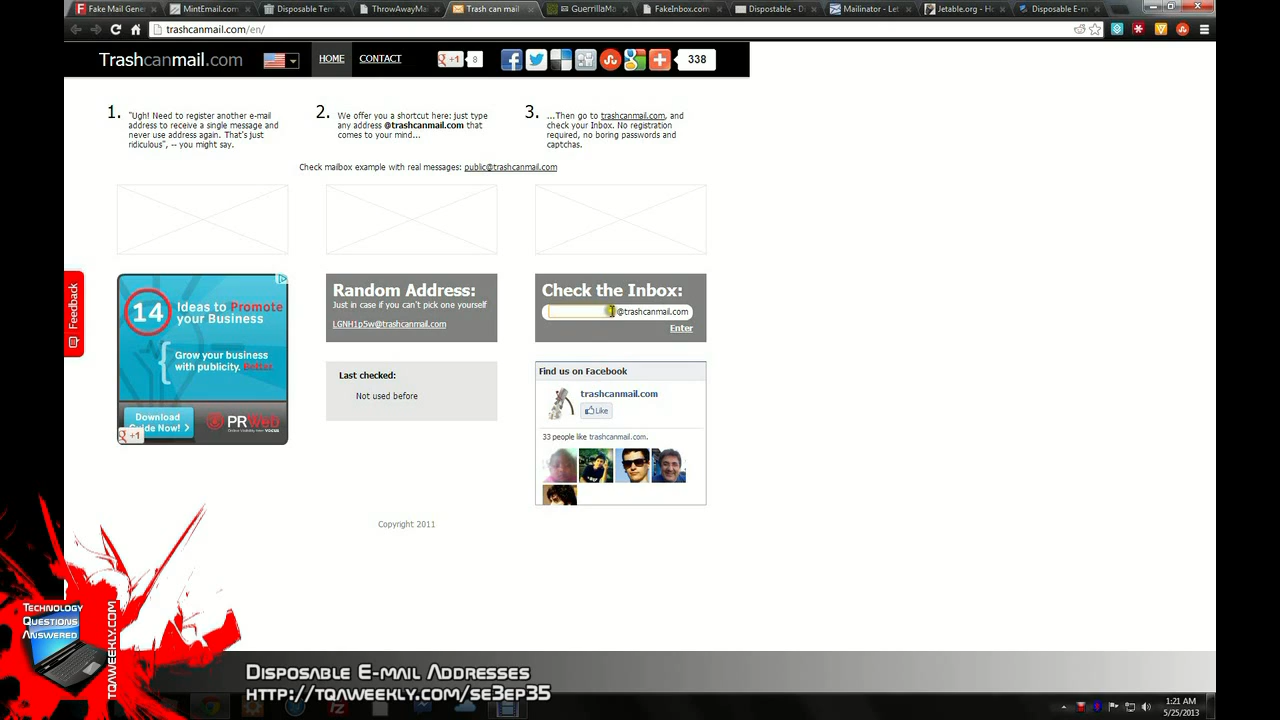 Fake Mail Gene
MintEmail.com
Disposable Tem
ThrowAwayMai
Trash can mail
GuerrillaMa
FakeInbox.com
Dispostable - D
Mailinator - Let
Jetable.org - Ho
Disposable E-m
trashcanmail.com/en/
Trashcanmail.com
HOME
CONTACT
+1
8
338
1.
"Ugh! Need to register another e-mail
address to receive a single message and
never use address again. That's just
ridiculous", -- you might say.
2.
We offer you a shortcut here: just type
any address @trashcanmail.com that
comes to your mind...
3.
...Then go to trashcanmail.com, and
check your Inbox. No registration
required, no boring passwords and
captchas.
Check mailbox example with real messages: public@trashcanmail.com
Feedback
14
Ideas to Promote
your Business
Grow your business
with publicity. Better.
Download
Guide Now!
PRWeb
+1
Random Address:
Just in case if you can't pick one yourself
LGNH1p5w@trashcanmail.com
Last checked:
Not used before
Check the Inbox:
@trashcanmail.com
Enter
Find us on Facebook
trashcanmail.com
Like
33 people like trashcanmail.com.
Copyright 2011
Technology
Questions
Answered
TQAWEEKLY.COM
Disposable E-mail Addresses
http://tqaweekly.com/se3ep35
1:21 AM
5/25/2013